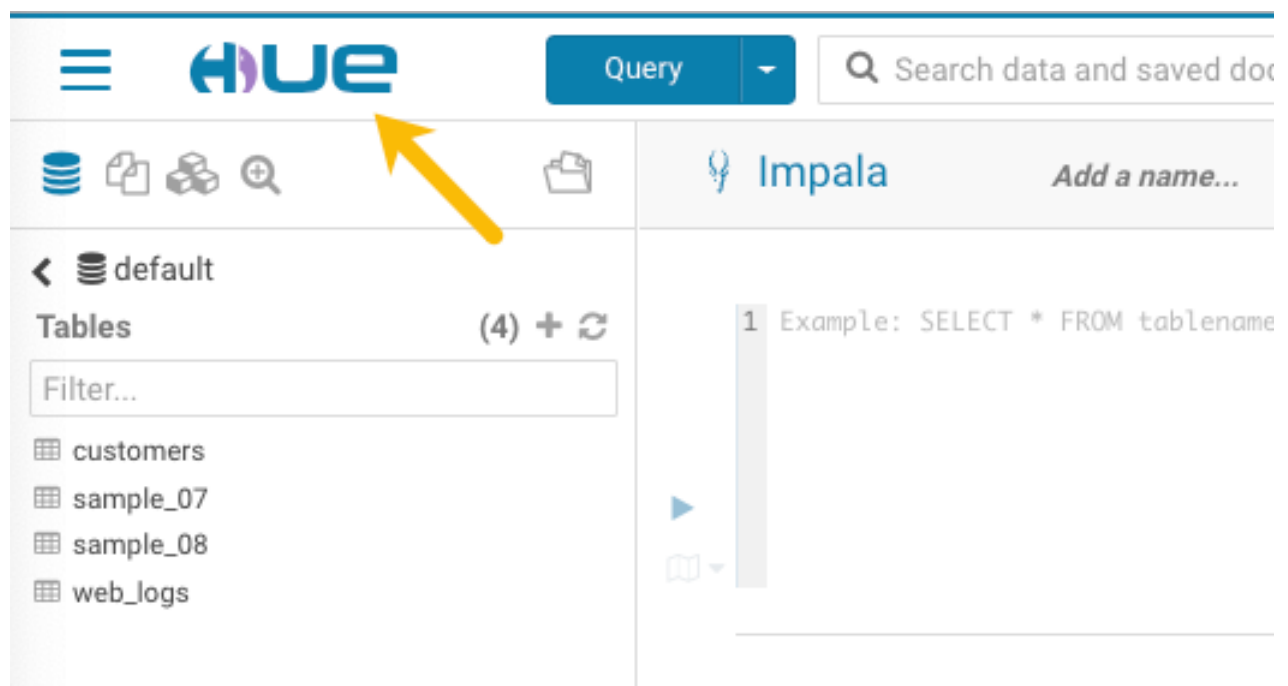 HUE
Query
Search data and saved doc
Impala
Add a name...
default
Tables (4)
Filter...
customers
sample_07
sample_08
web_logs
1 Example: SELECT * FROM tablename